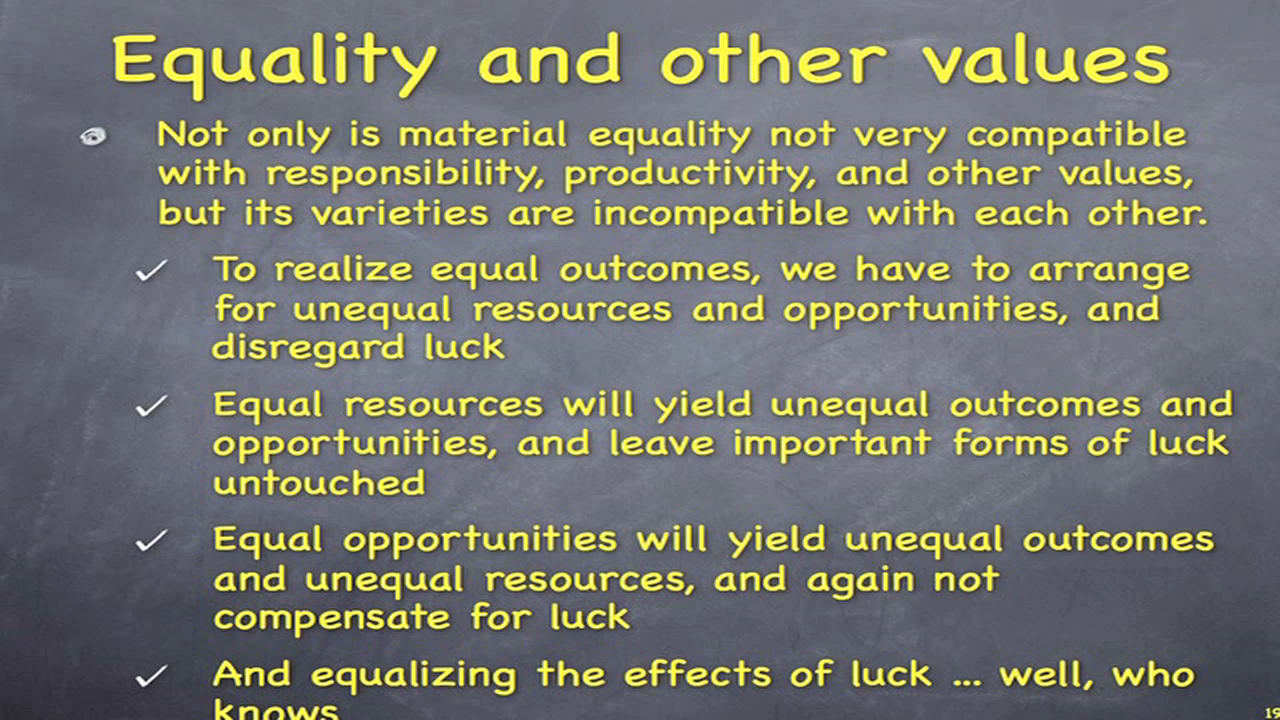 Equality and other values
Not only is material equality not very compatible
with responsibility, productivity, and other values,
but its varieties are incompatible with each other.
To realize equal outcomes, we have to arrange
for unequal resources and opportunities, and
disregard luck
Equal resources will yield unequal outcomes and
opportunities, and leave important forms of luck
untouched
Equal opportunities will yield unequal outcomes
and unequal resources, and again not
compensate for luck
And equalizing the effects of luck ... well, who
knows
19